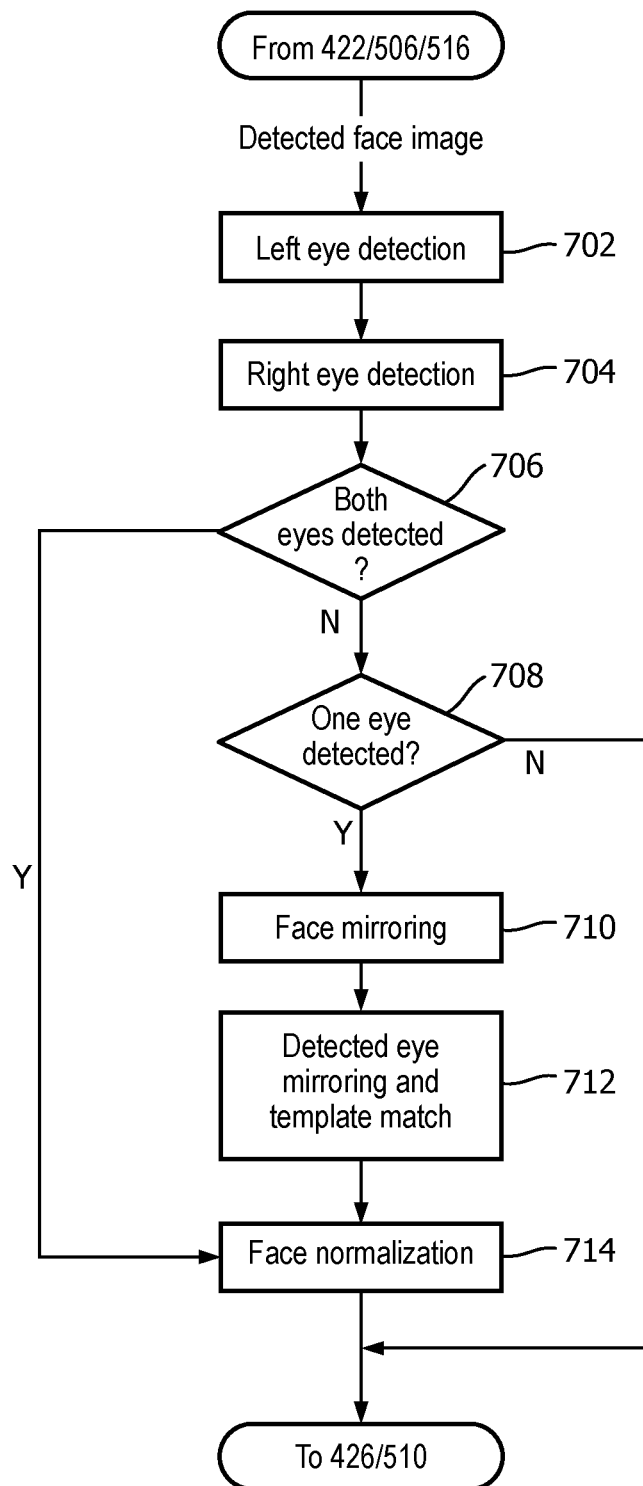 From 422/506/516
Detected face image
Left eye detection
702
Right eye detection
704
706
Both
eyes detected
?
N
708
One eye
detected?
N
Y
Y
Face mirroring
710
Detected eye
mirroring and
template match
712
Face normalization
714
To 426/510